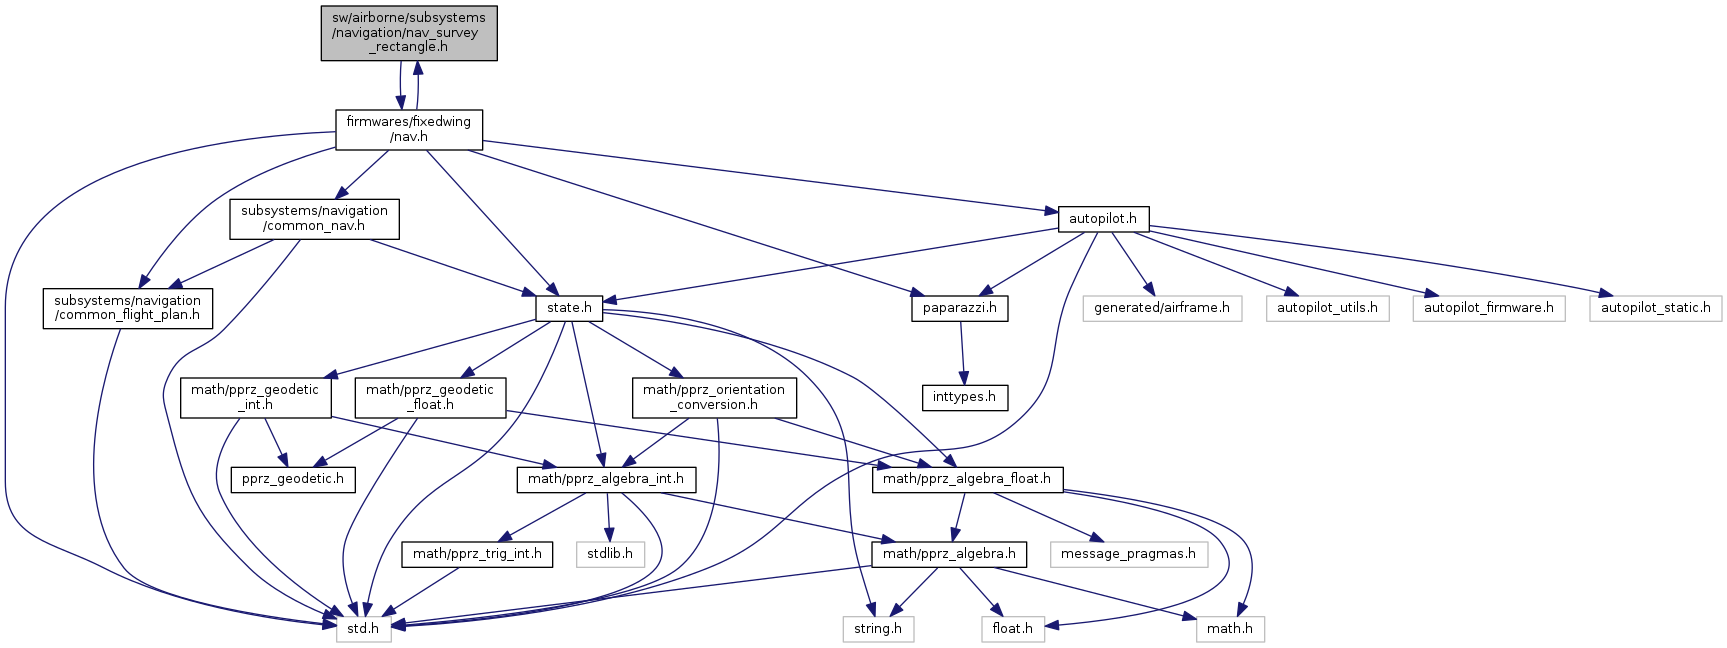 sw/airborne/subsystems
/navigation/nav_survey
_rectangle.h
firmwares/fixedwing
/nav.h
subsystems/navigation
/common_nav.h
autopilot.h
subsystems/navigation
/common_flight_plan.h
state.h
paparazzi.h
generated/airframe.h
autopilot_utils.h
autopilot_firmware.h
autopilot_static.h
math/pprz_geodetic
_int.h
math/pprz_geodetic
_float.h
math/pprz_orientation
_conversion.h
inttypes.h
pprz_geodetic.h
math/pprz_algebra_int.h
math/pprz_algebra_float.h
math/pprz_trig_int.h
stdlib.h
math/pprz_algebra.h
message_pragmas.h
std.h
string.h
float.h
math.h